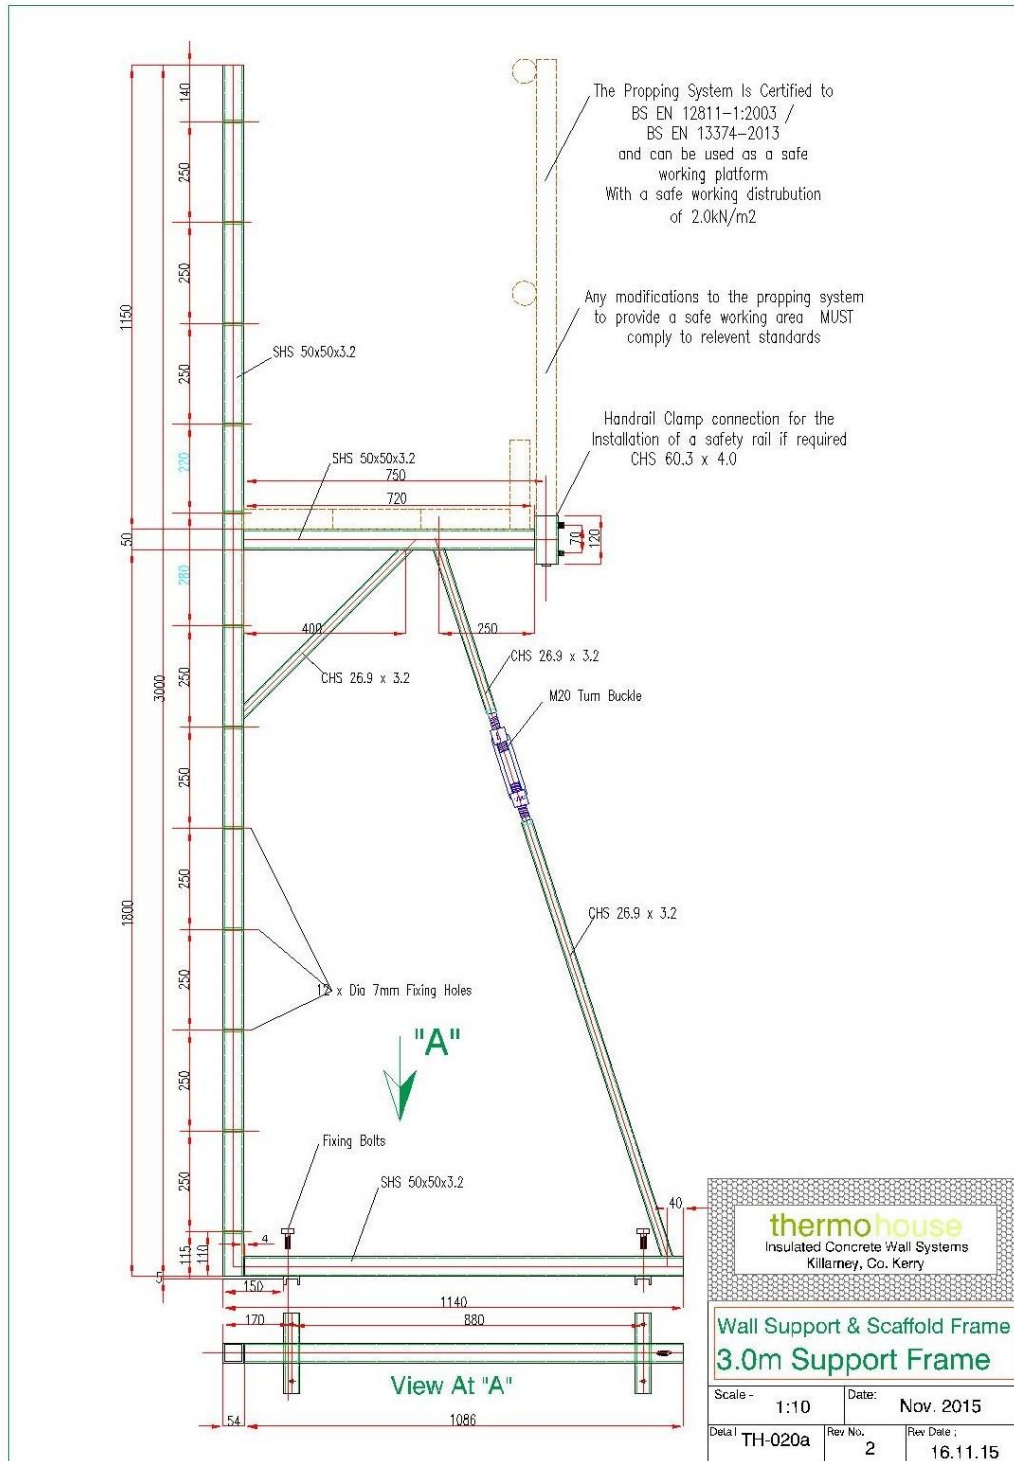 The Propping System Is Certified to
BS EN 12811-1:2003 /
BS EN 13374-2013
and can be used as a safe
working platform
With a safe working distrubution
of 2.0kN/m2
Any modifications to the propping system
to provide a safe working area MUST
comply to relevent standards
Handrail Clamp connection for the
Installation of a safety rail if required
CHS 60.3 x 4.0
140
250
250
250
1150
SHS 50x50x3.2
220
SHS 50x50x3.2
750
720
50
70
120
280
400
250
CHS 26.9 x 3.2
CHS 26.9 x 3.2
M20 Turn Buckle
3000
250
250
250
1800
CHS 26.9 x 3.2
250
12 x Dia 7mm Fixing Holes
"A"
250
Fixing Bolts
250
SHS 50x50x3.2
40
4
115
110
5
150
1140
170
880
View At "A"
54
1086
thermohouse
Insulated Concrete Wall Systems
Killarney, Co. Kerry
Wall Support & Scaffold Frame
3.0m Support Frame
Scale - 1:10
Date: Nov. 2015
Detail TH-020a
Rev No. 2
Rev Date ; 16.11.15